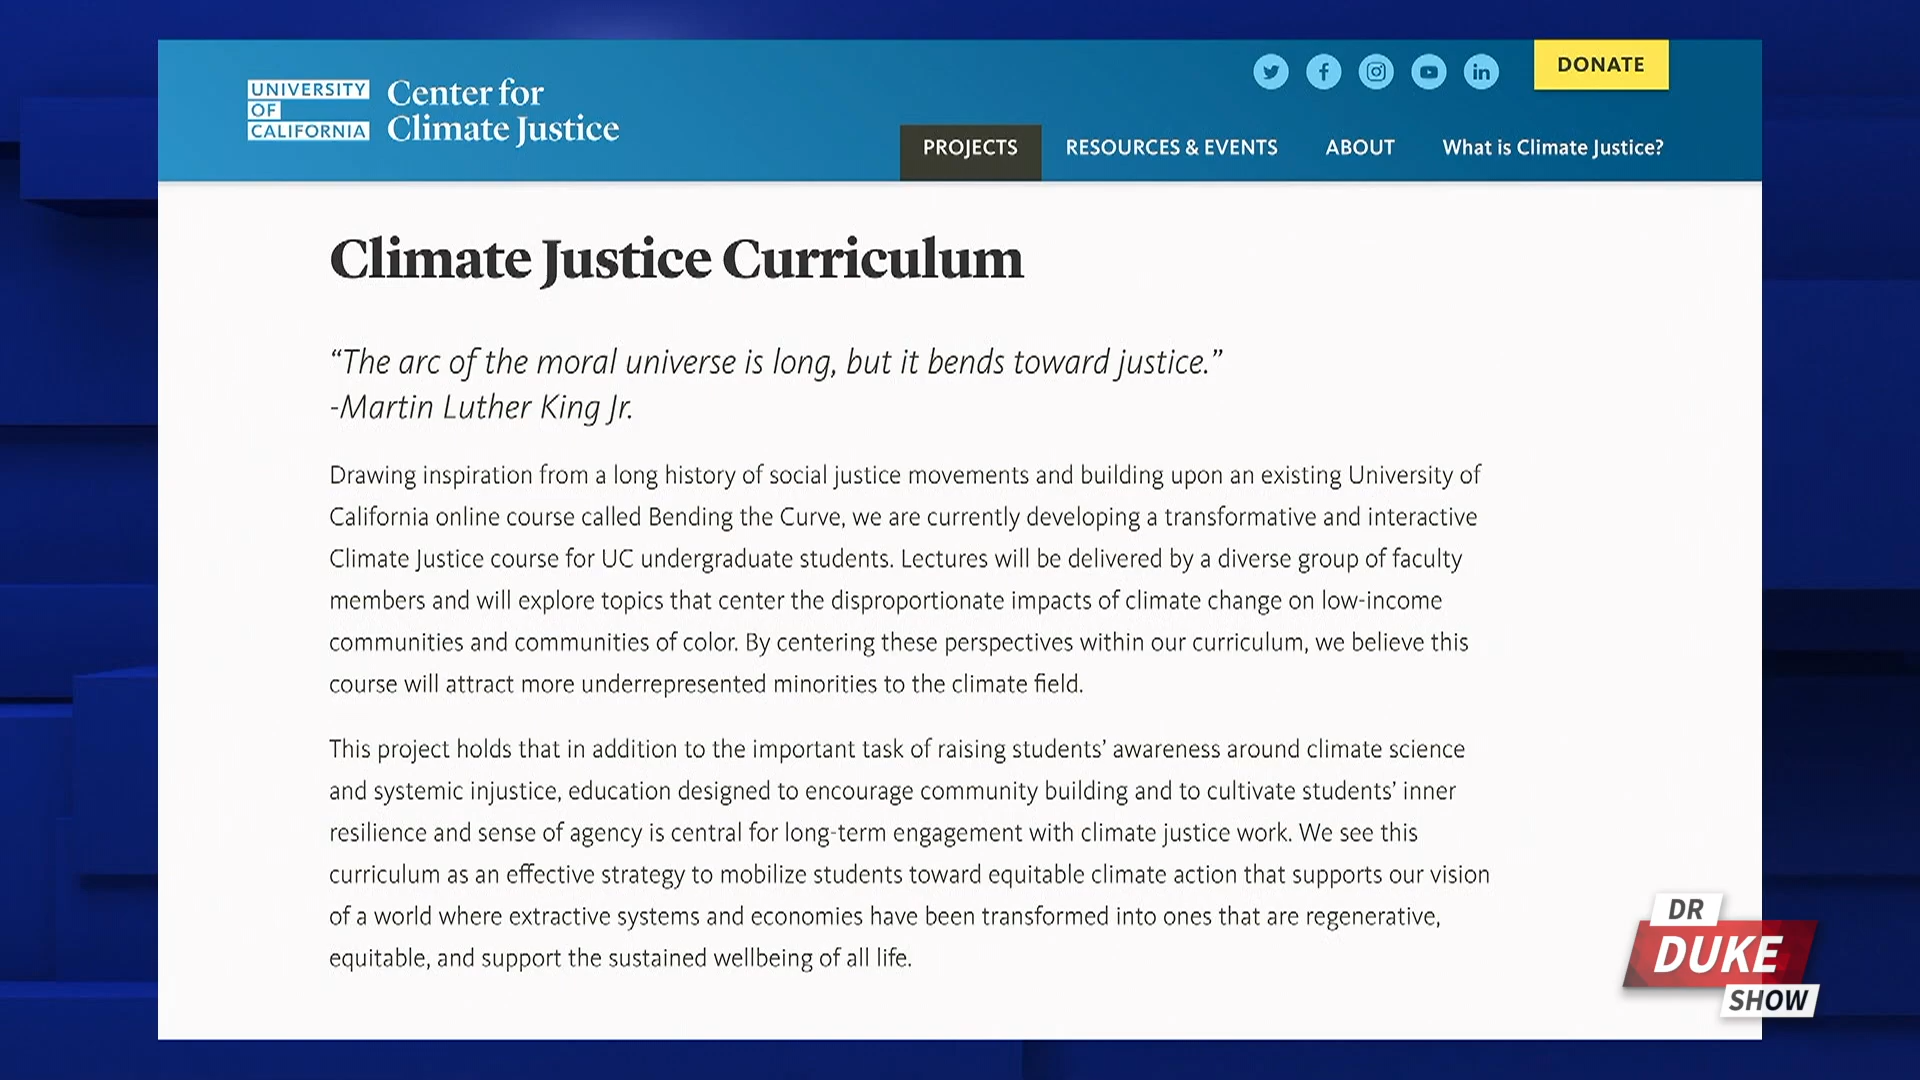 UNIVERSITY
OF
CALIFORNIA
Center for
Climate Justice
DONATE
PROJECTS
RESOURCES & EVENTS
ABOUT
What is Climate Justice?
Climate Justice Curriculum
“The arc of the moral universe is long, but it bends toward justice.”
-Martin Luther King Jr.
Drawing inspiration from a long history of social justice movements and building upon an existing University of
California online course called Bending the Curve, we are currently developing a transformative and interactive
Climate Justice course for UC undergraduate students. Lectures will be delivered by a diverse group of faculty
members and will explore topics that center the disproportionate impacts of climate change on low-income
communities and communities of color. By centering these perspectives within our curriculum, we believe this
course will attract more underrepresented minorities to the climate field.
This project holds that in addition to the important task of raising students’ awareness around climate science
and systemic injustice, education designed to encourage community building and to cultivate students’ inner
resilience and sense of agency is central for long-term engagement with climate justice work. We see this
curriculum as an effective strategy to mobilize students toward equitable climate action that supports our vision
of a world where extractive systems and economies have been transformed into ones that are regenerative,
equitable, and support the sustained wellbeing of all life.
DR
DUKE
SHOW